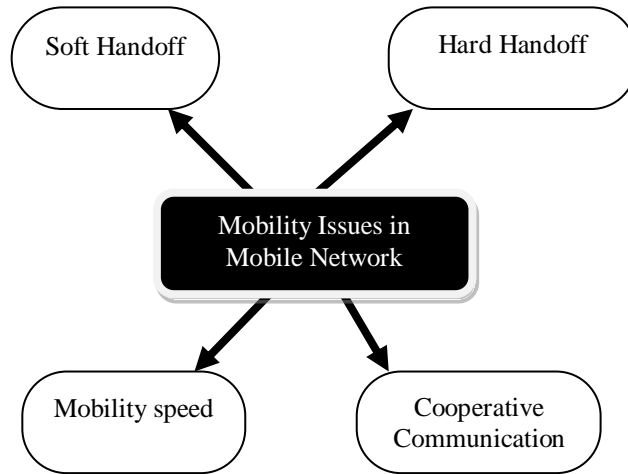 Soft Handoff
Hard Handoff
Mobility Issues in
Mobile Network
Mobility speed
Cooperative
Communication